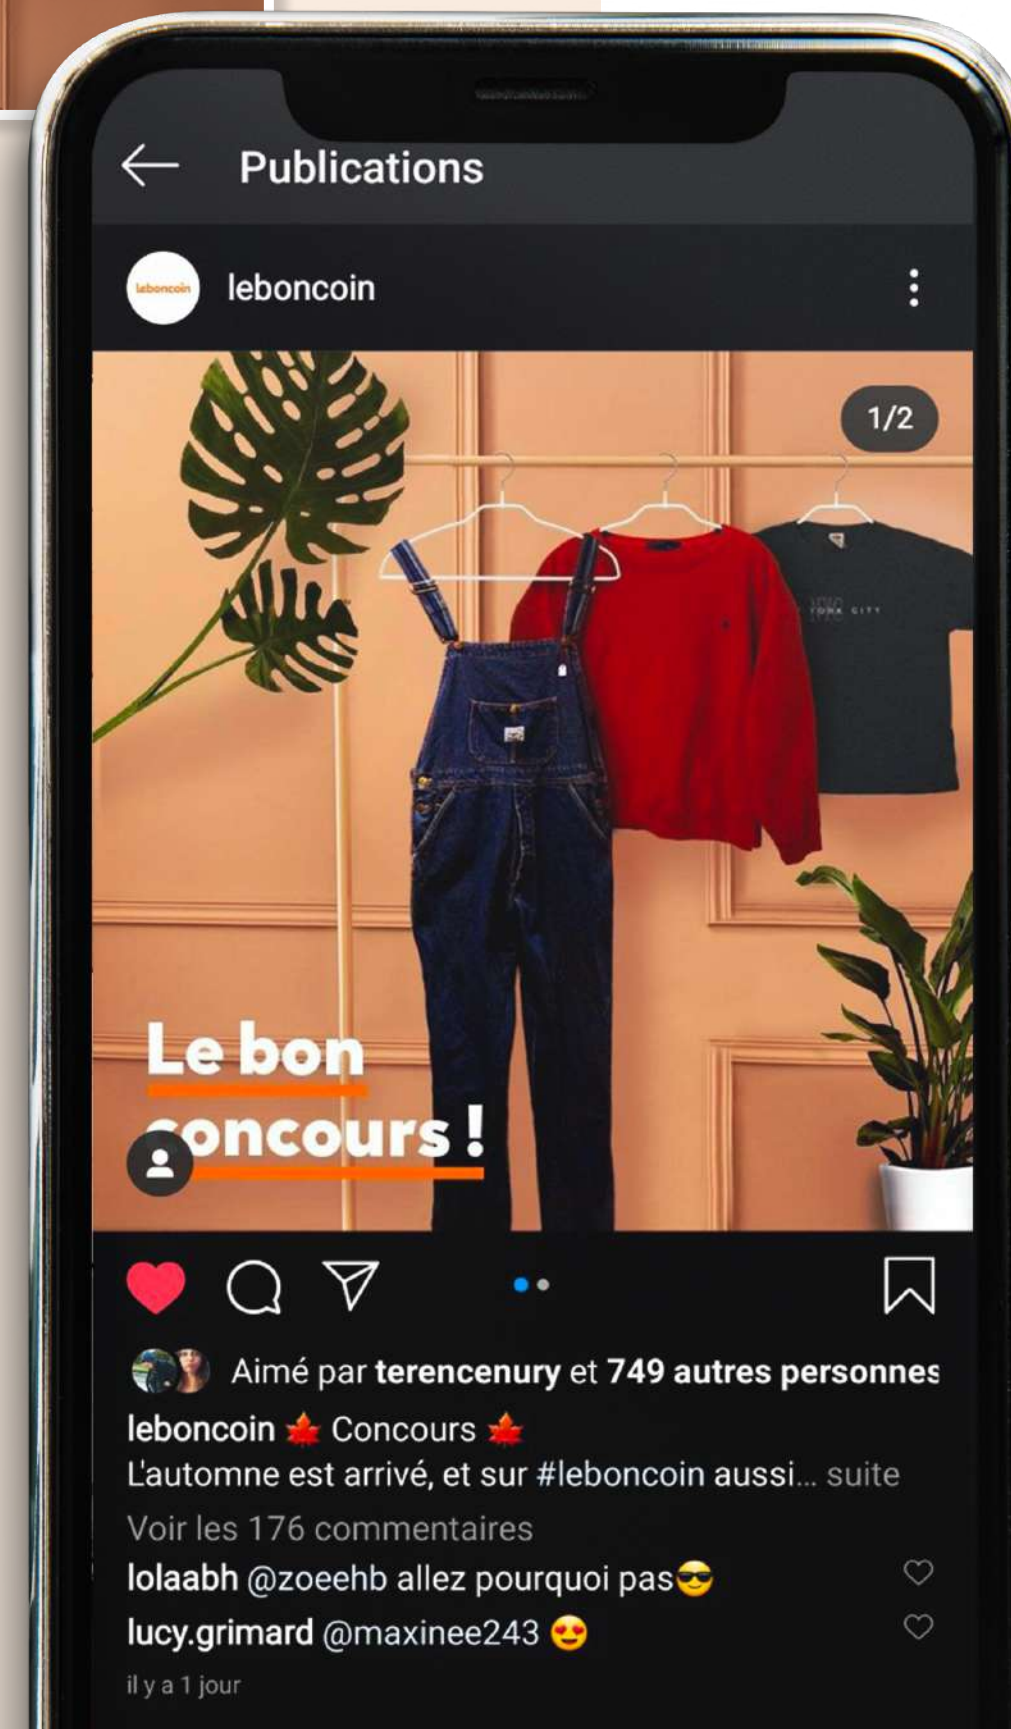 Publications
leboncoin
leboncoin
1/2
YORK CITY
Le bon
concours !
Aimé par terencenury et 749 autres personnes
leboncoin 🍁 Concours 🍁
L'automne est arrivé, et sur #leboncoin aussi... suite
Voir les 176 commentaires
lolaabh @zoeehb allez pourquoi pas😎
lucy.grimard @maxinee243 😍
il y a 1 jour